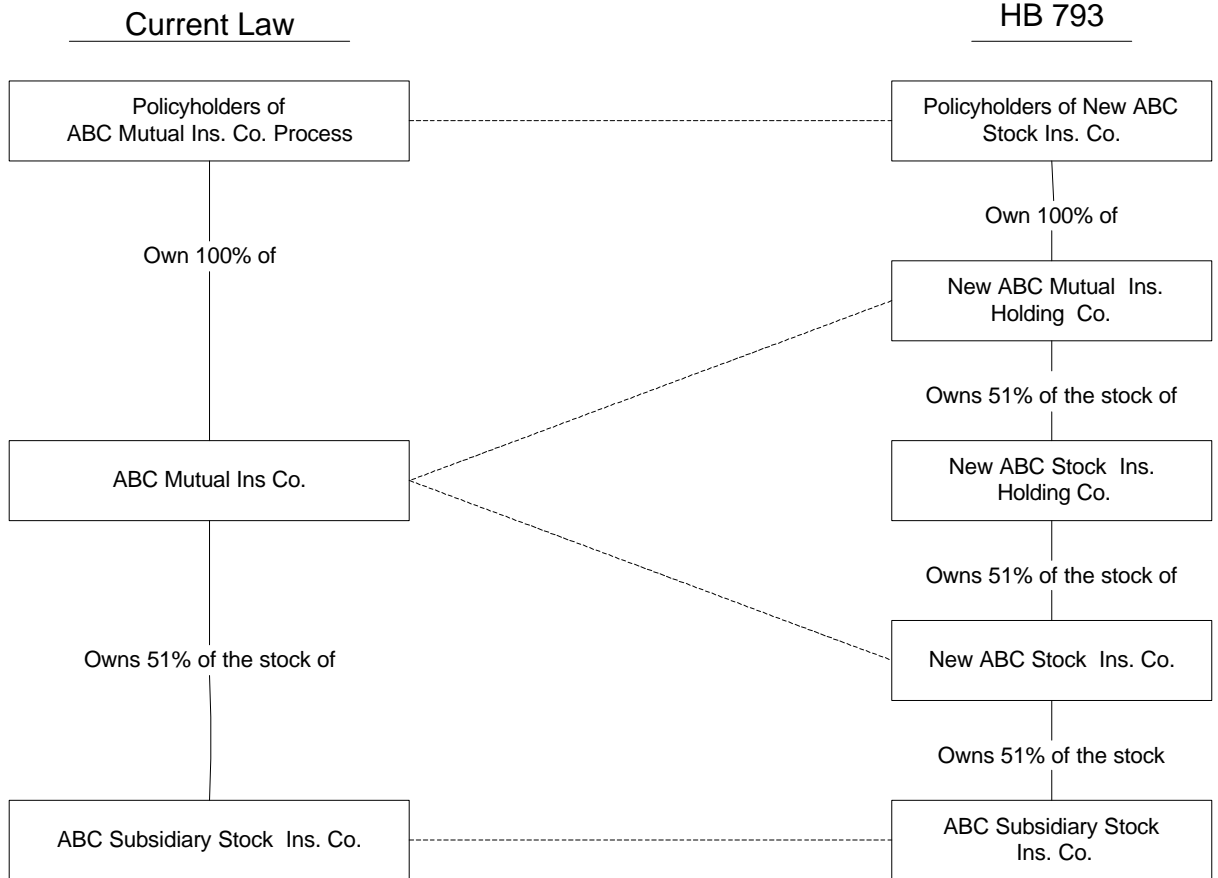 Current Law
HB 793
Policyholders of
ABC Mutual Ins. Co. Process
Policyholders of New ABC
Stock Ins. Co.
Own 100% of
Own 100% of
New ABC Mutual Ins.
Holding Co.
Owns 51% of the stock of
ABC Mutual Ins Co.
New ABC Stock Ins.
Holding Co.
Owns 51% of the stock of
Owns 51% of the stock of
New ABC Stock Ins. Co.
Owns 51% of the stock
ABC Subsidiary Stock Ins. Co.
ABC Subsidiary Stock
Ins. Co.